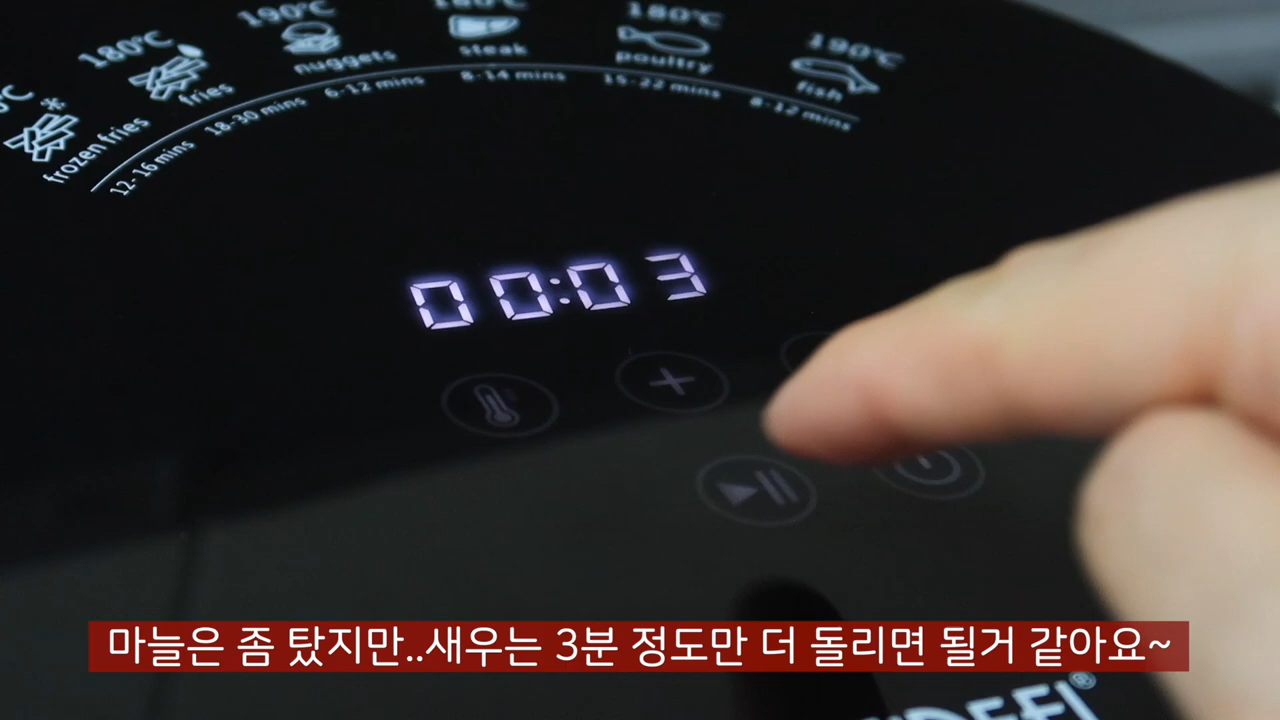 180℃
190℃
180℃
180℃
190℃
frozen fries
fries
nuggets
steak
poultry
fish
12-16 mins
18-30 mins
6-12 mins
8-14 mins
15-22 mins
8-12 mins
00:03
마늘은 좀 탔지만..새우는 3분 정도만 더 돌리면 될거 같아요~